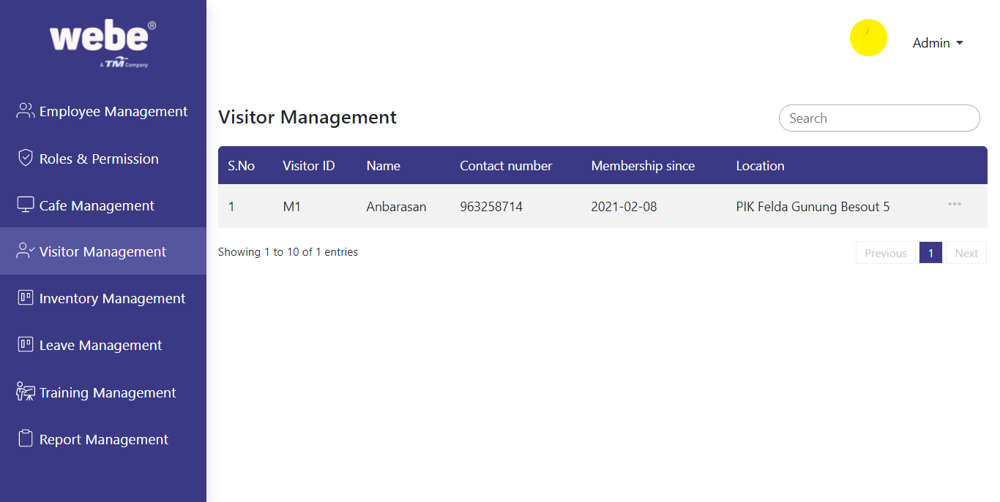 webe®
A TM Company
Admin
Employee Management
Roles & Permission
Cafe Management
Visitor Management
Inventory Management
Leave Management
Training Management
Report Management
Visitor Management
Search
S.No Visitor ID Name Contact number Membership since Location
1 M1 Anbarasan 963258714 2021-02-08 PIK Felda Gunung Besout 5 •••
Showing 1 to 10 of 1 entries
Previous 1 Next